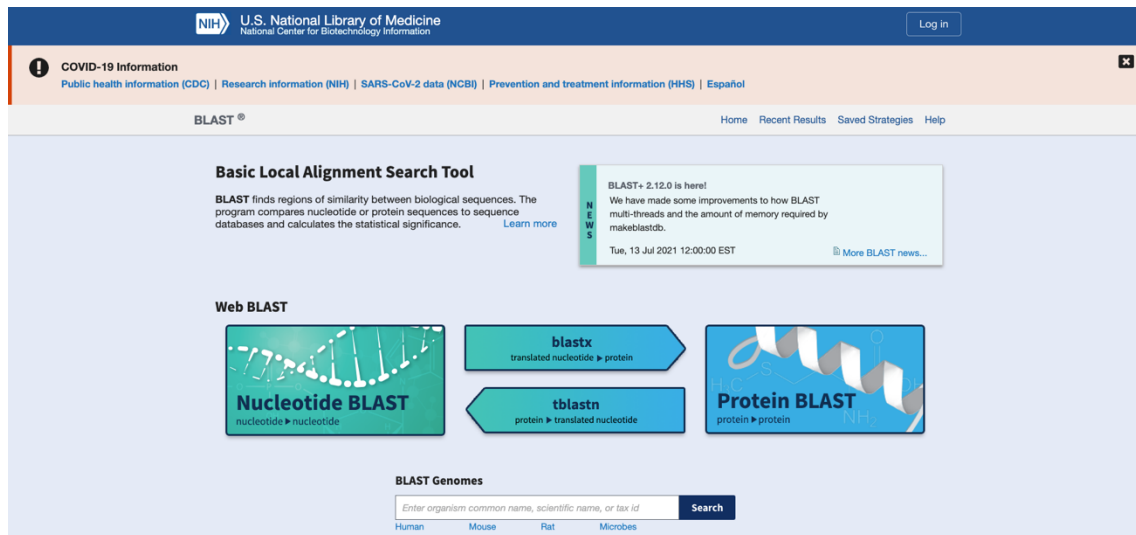 NIH U.S. National Library of Medicine Log in
National Center for Biotechnology Information
COVID-19 Information
Public health information (CDC) | Research information (NIH) | SARS-CoV-2 data (NCBI) | Prevention and treatment information (HHS) | Español
BLAST ® Home Recent Results Saved Strategies Help
Basic Local Alignment Search Tool
BLAST finds regions of similarity between biological sequences. The
program compares nucleotide or protein sequences to sequence
databases and calculates the statistical significance. Learn more
NEWS
BLAST+ 2.12.0 is here!
We have made some improvements to how BLAST
multi-threads and the amount of memory required by
makeblastdb.
Tue, 13 Jul 2021 12:00:00 EST More BLAST news...
Web BLAST
Nucleotide BLAST
nucleotide ▶ nucleotide
blastx
translated nucleotide ▶ protein
tblastn
protein ▶ translated nucleotide
H₃C S O OH
Protein BLAST
protein ▶ protein NH₂
BLAST Genomes
Enter organism common name, scientific name, or tax id Search
Human Mouse Rat Microbes